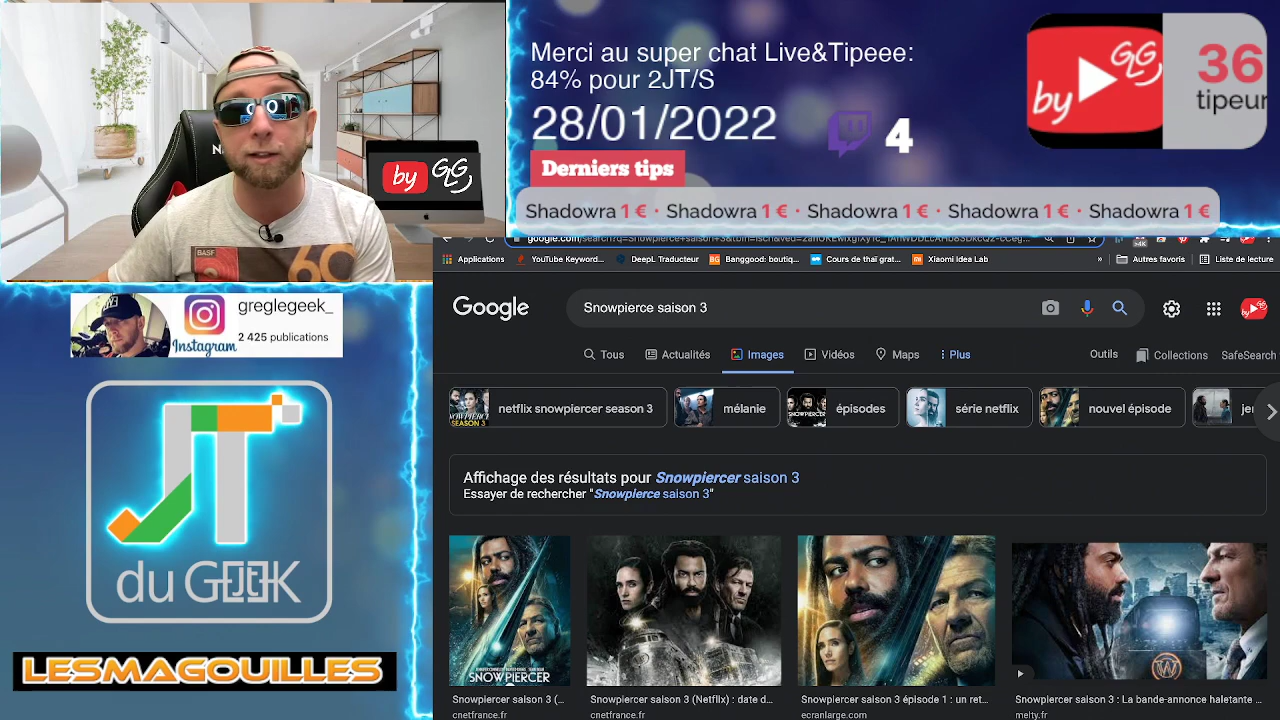 Merci au super chat Live&Tipeee:
84% pour 2JT/S
28/01/2022
4
Derniers tips
Shadowra 1 € • Shadowra 1 € • Shadowra 1 € • Shadowra 1 € • Shadowra 1 €
by GLG
36
tipeur
by GLG
BASF
60
greglegeek_
2 425 publications
Instagram
JT
du GEEK
LESMAGOUILLES
Applications
YouTube Keyword...
DeepL Traducteur
Banggood: boutiq...
Cours de thaï grat...
Xiaomi Idea Lab
»
Autres favoris
Liste de lecture
Google
Snowpierce saison 3
Tous
Actualités
Images
Vidéos
Maps
Plus
Outils
Collections
SafeSearch
netflix snowpiercer season 3
mélanie
épisodes
série netflix
nouvel épisode
je
Affichage des résultats pour Snowpiercer saison 3
Essayer de rechercher "Snowpierce saison 3"
SNOWPIERCER
Snowpiercer saison 3 (...
cnetfrance.fr
Snowpiercer saison 3 (Netflix) : date d...
cnetfrance.fr
Snowpiercer saison 3 épisode 1 : un ret...
ecranlarge.com
Snowpiercer saison 3 : La bande-annonce haletante ...
melty.fr